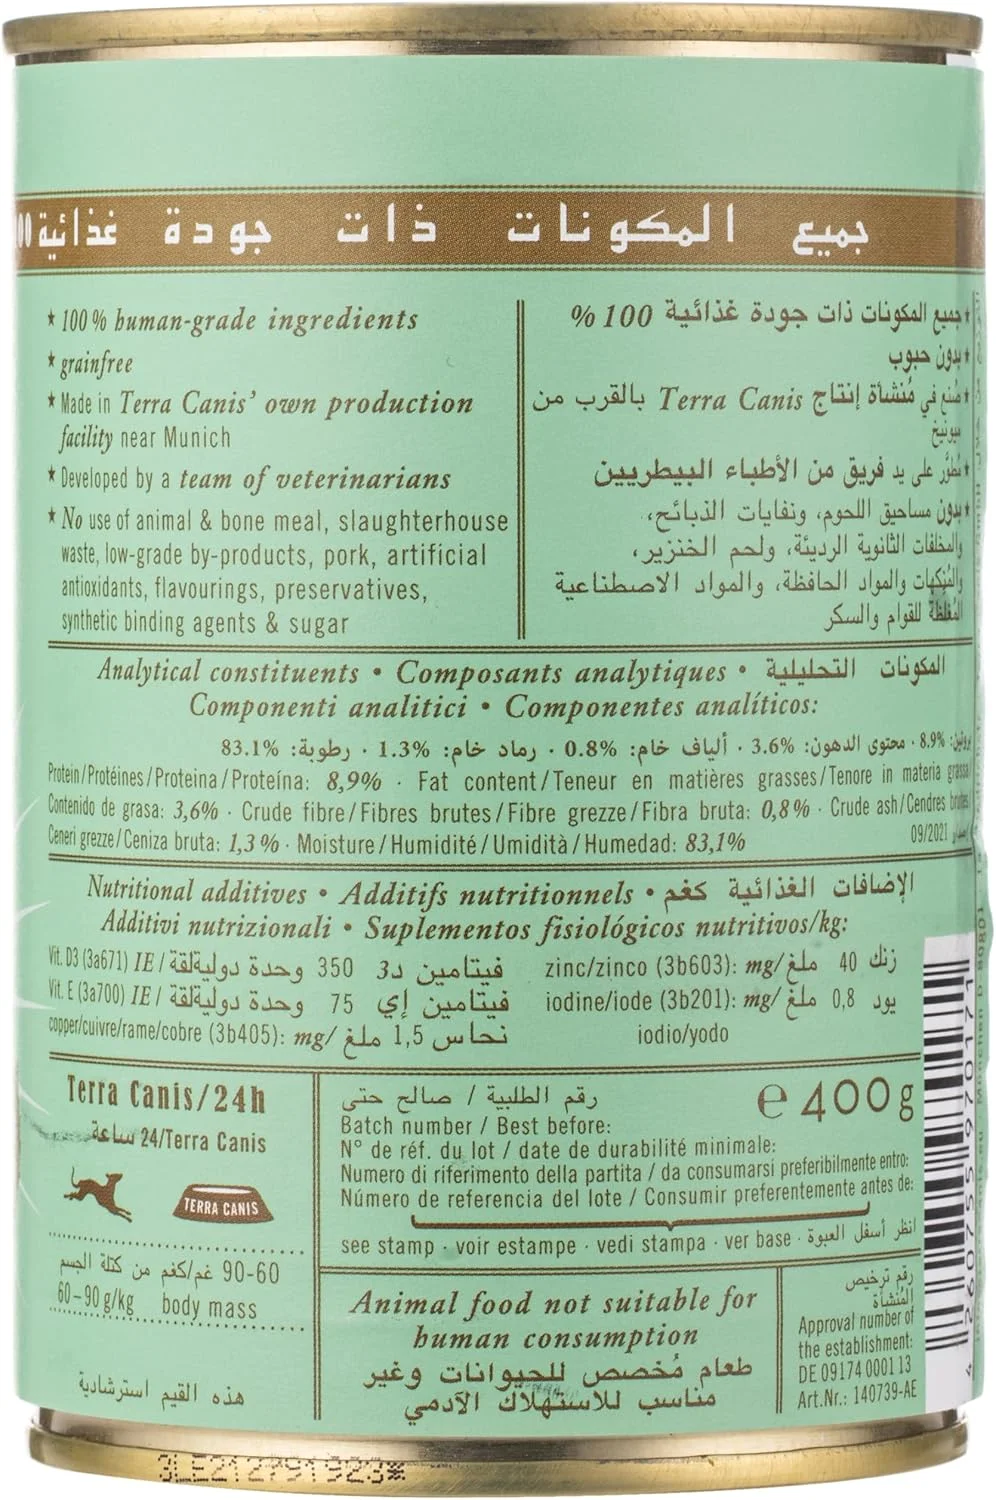 جميع المكونات ذات جودة غذائية
* 100% human-grade ingredients
* grainfree
* Made in Terra Canis' own production
facility near Munich
* Developed by a team of veterinarians
* No use of animal & bone meal, slaughterhouse
waste, low-grade by-products, pork, artificial
antioxidants, flavourings, preservatives,
synthetic binding agents & sugar
* جميع المكونات ذات جودة غذائية 100 %
* بدون حبوب
* صُنع في مُنشأة إنتاج Terra Canis بالقرب من
ميونيخ
* مُطوَّر على يد فريق من الأطباء البيطريين
* بدون مساحيق اللحوم، ونفايات الذبائح،
والمخلفات الثانوية الرديئة، ولحم الخنزير،
والمُنكِهات والمواد الحافظة، والمواد الاصطناعية
المُغلِّظة للقوام والسكر
Analytical constituents • Composants analytiques • المكونات التحليلية
Componenti analitici • Componentes analíticos:
بروتين: 8.9% · محتوى الدهون: 3.6% · ألياف خام: 0.8% · رماد خام: 1.3% · رطوبة: 83.1%
Protein/Protéines/Proteina/Proteína: 8,9% · Fat content/Teneur en matières grasses/Tenore in materia grassa
Contenido de grasa: 3,6% · Crude fibre/Fibres brutes/Fibre grezze/Fibra bruta: 0,8% · Crude ash/Cendres brutes
Ceneri grezze/Ceniza bruta: 1,3% · Moisture/Humidité/Umidità/Humedad: 83,1%
09/2021
Nutritional additives • Additifs nutritionnels • الإضافات الغذائية كغم
Additivi nutrizionali • Suplementos fisiológicos nutritivos/kg:
Vit. D3 (3a671) IE/ فيتامين د3 350 وحدة دوليةلقة
Vit. E (3a700) IE/ فيتامين إي 75 وحدة دوليةلقة
copper/cuivre/rame/cobre (3b405): mg/ نحاس 1,5 ملغ
zinc/zinco (3b603): mg/ زنك 40 ملغ
iodine/iode (3b201): mg/ يود 0,8 ملغ
iodio/yodo
Terra Canis/24h
24/Terra Canis ساعة
TERRA CANIS
90-60 غم/كغم من كتلة الجسم
60–90 g/kg body mass
هذه القيم استرشادية
رقم الطلبية / صالح حتى
Batch number / Best before:
N° de réf. du lot / date de durabilité minimale:
Numero di riferimento della partita / da consumarsi preferibilmente entro:
Número de referencia del lote / Consumir preferentemente antes de:
see stamp · voir estampe · vedi stampa · ver base · انظر أسفل العبوة
e 400g
Animal food not suitable for
human consumption
طعام مُخصص للحيوانات وغير
مناسب للاستهلاك الآدمي
رقم ترخيص
المُنشأة
Approval number of
the establishment:
DE 09174 0001 13
Art.Nr.: 140739-AE